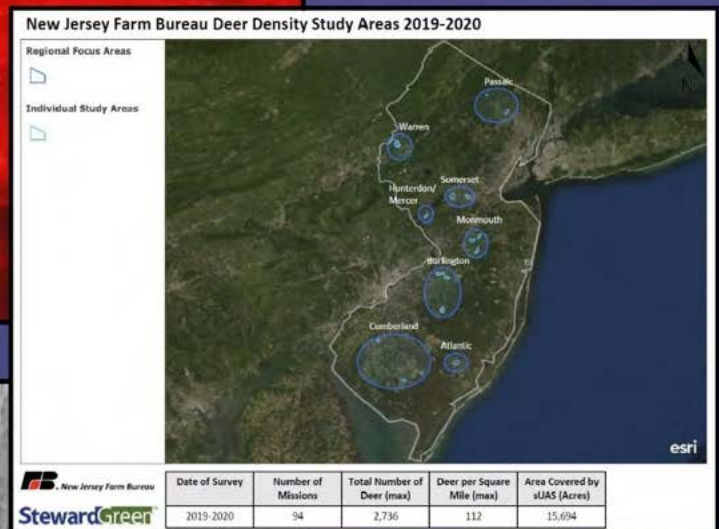 New Jersey Farm Bureau Deer Density Study Areas 2019-2020
Regional Focus Areas
Individual Study Areas
Passaic
N
Warren
Somerset
Hunterdon/
Mercer
Monmouth
Burlington
Cumberland
Atlantic
esri
New Jersey Farm Bureau
StewardGreen
Date of Survey
Number of
Missions
Total Number of
Deer (max)
Deer per Square
Mile (max)
Area Covered by
sUAS (Acres)
2019-2020
94
2,736
112
15,694